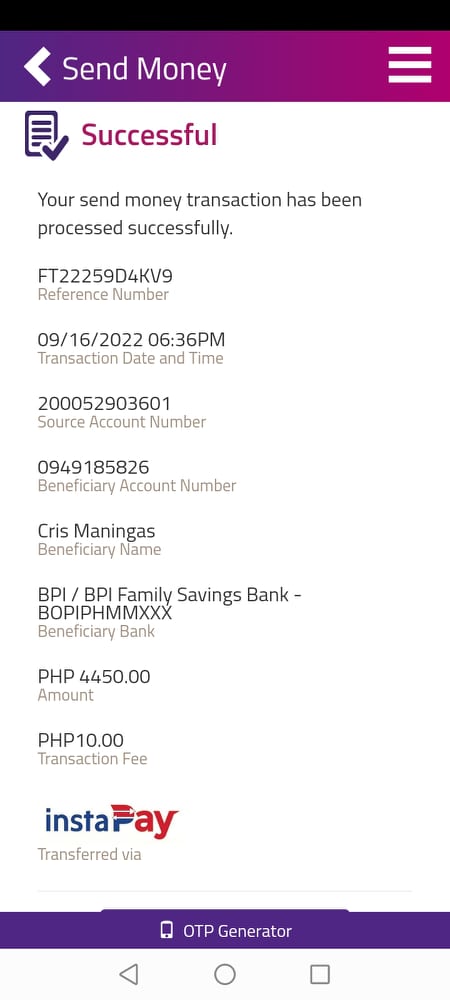 Send Money
Successful
Your send money transaction has been
processed successfully.
FT22259D4KV9
Reference Number
09/16/2022 06:36PM
Transaction Date and Time
200052903601
Source Account Number
0949185826
Beneficiary Account Number
Cris Maningas
Beneficiary Name
BPI / BPI Family Savings Bank -
BOPIPHMMXXX
Beneficiary Bank
PHP 4450.00
Amount
PHP10.00
Transaction Fee
instaPay
Transferred via
OTP Generator